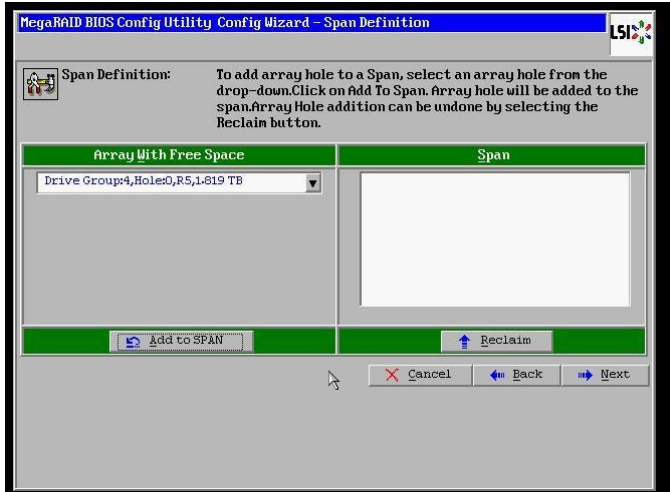 MegaRAID BIOS Config Utility Config Wizard – Span Definition
LSI
Span Definition:
To add array hole to a Span, select an array hole from the
drop-down.Click on Add To Span. Array hole will be added to the
span.Array Hole addition can be undone by selecting the
Reclaim button.
Array With Free Space
Span
Drive Group:4,Hole:0,R5,1.819 TB
Add to SPAN
Reclaim
Cancel
Back
Next